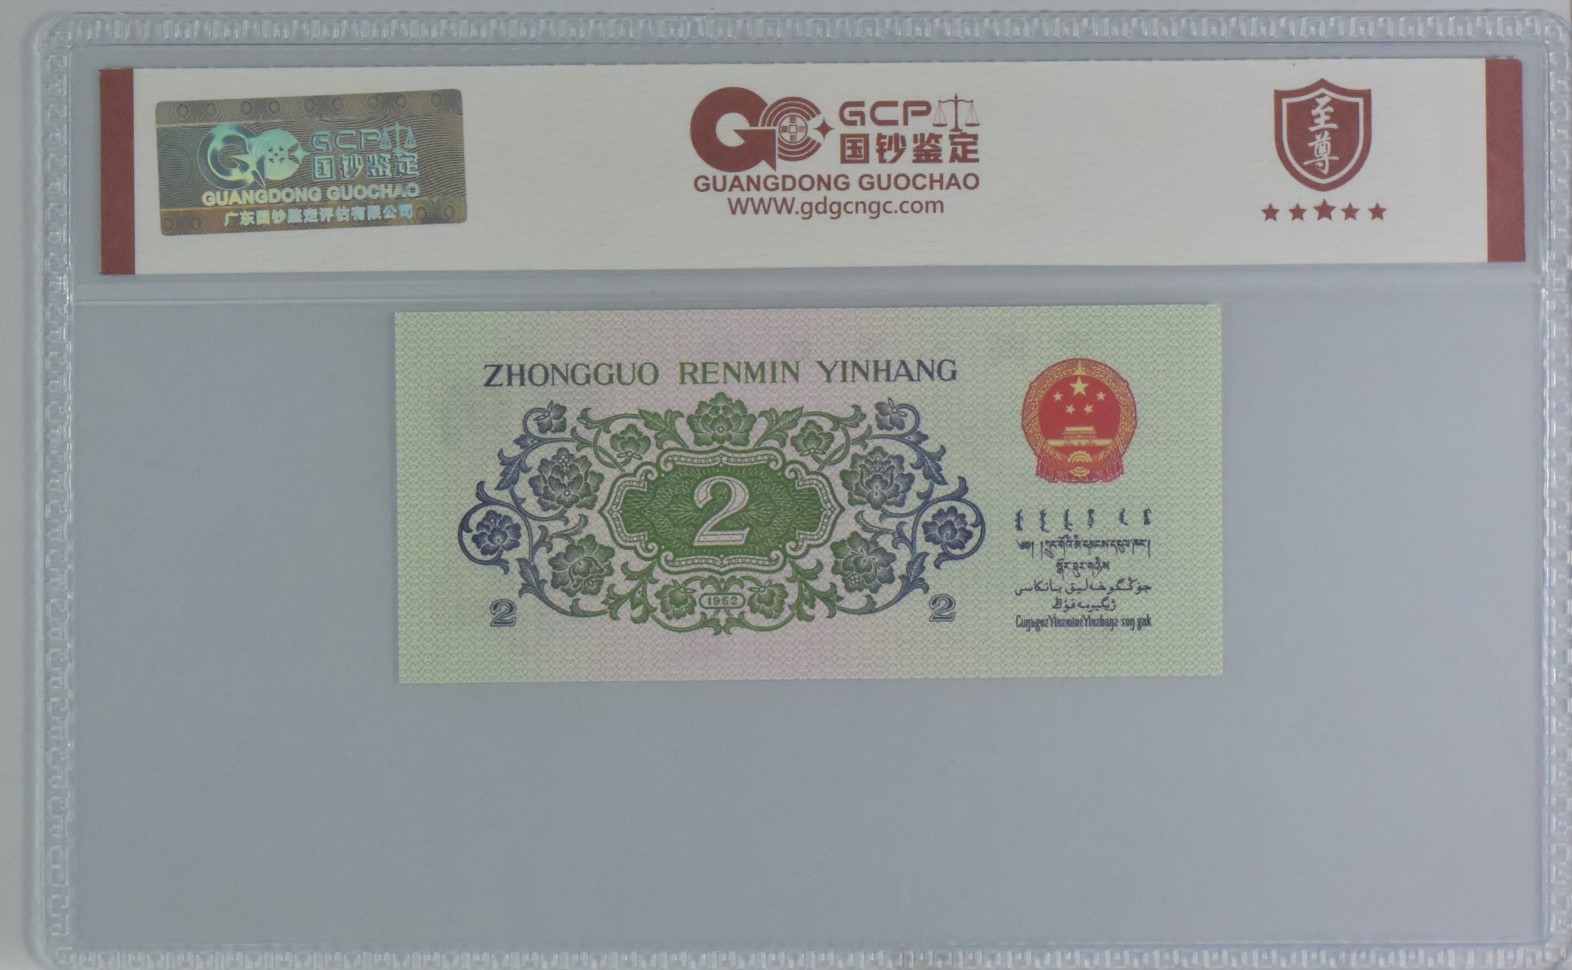 GCP
国钞鉴定
GUANGDONG GUOCHAO
广东国钞鉴定评估有限公司
GCP
国钞鉴定
GUANGDONG GUOCHAO
WWW.gdgcngc.com
至尊
ZHONGGUO RENMIN YINHANG
2
1962
2
2
جۇڭگوخەلىق بانكاسى